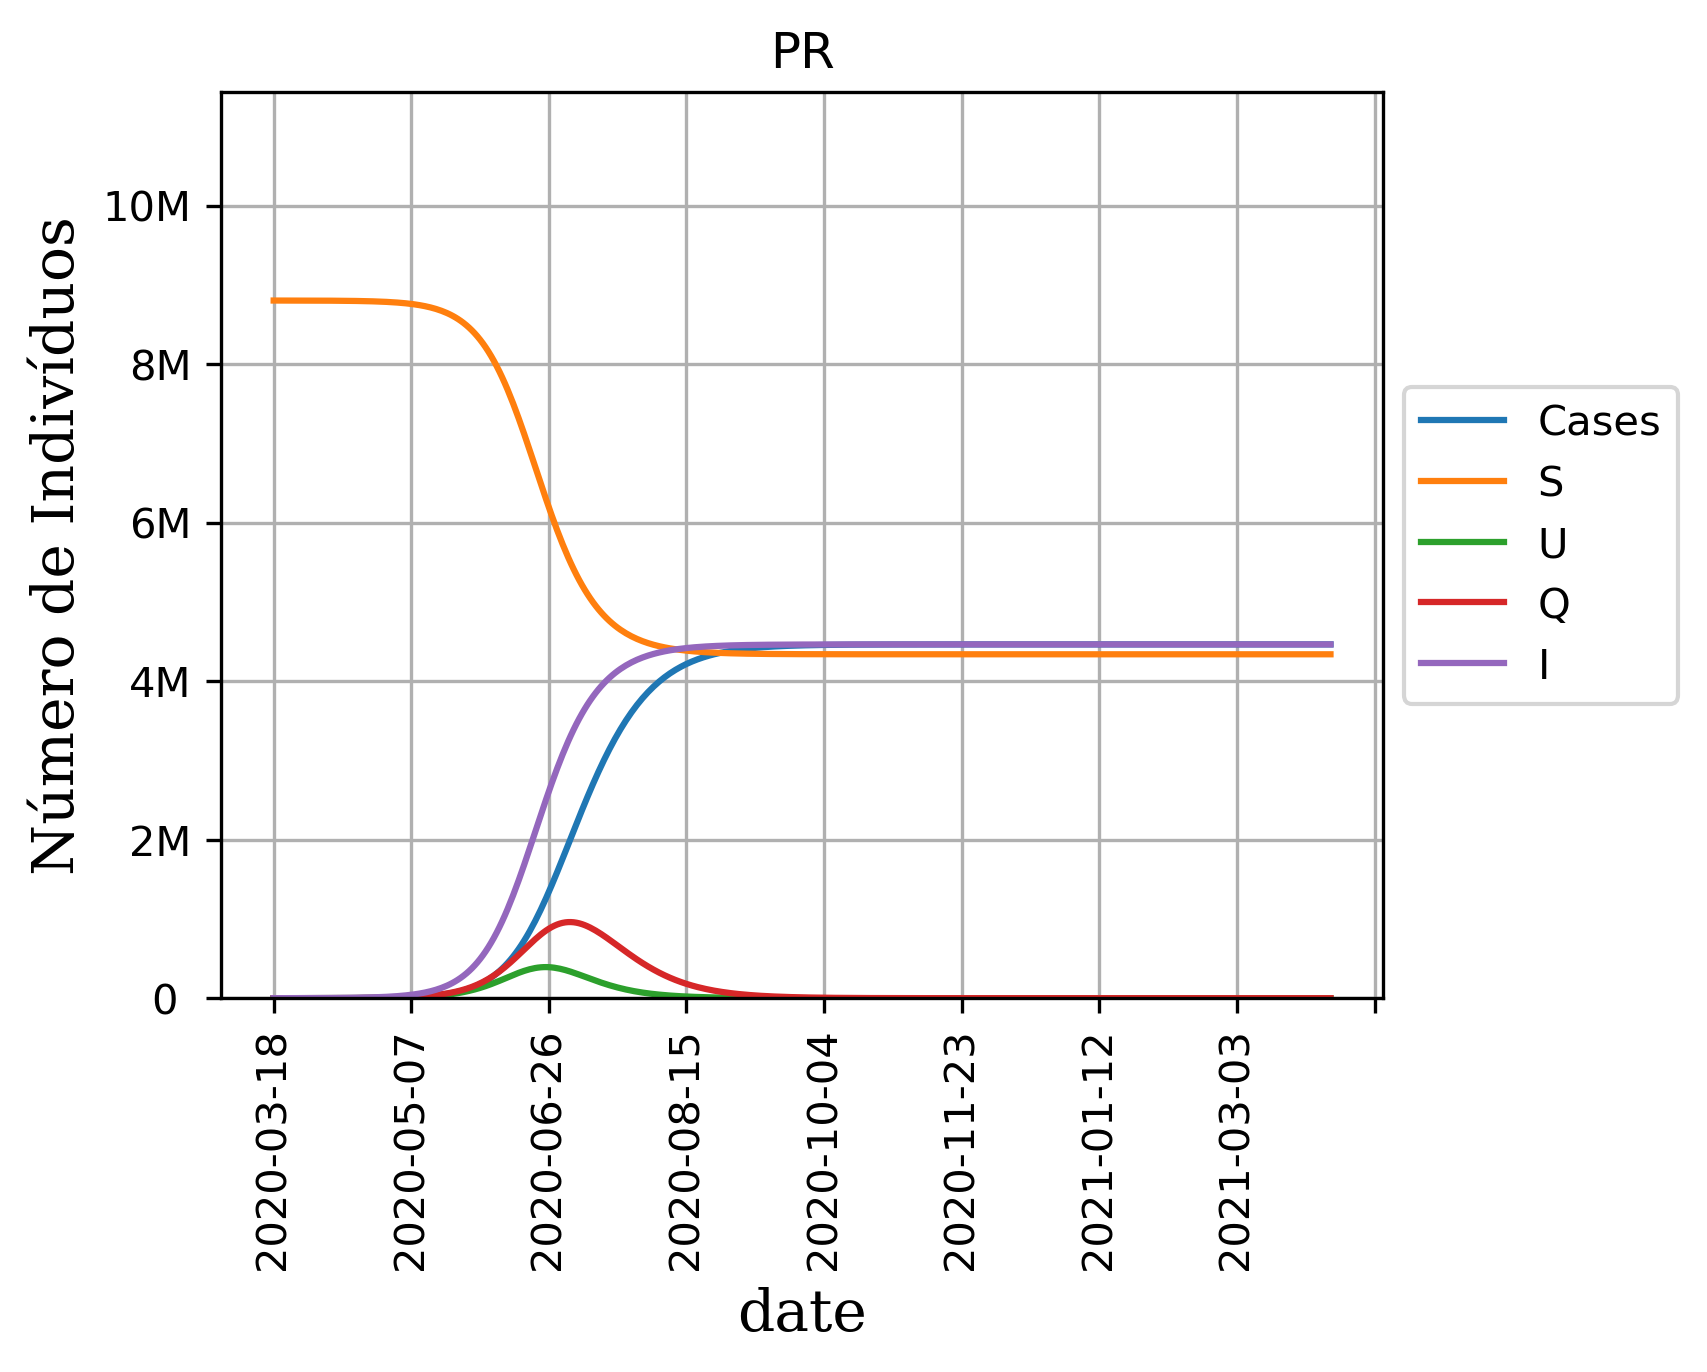 PR
Número de Indivíduos
10M
8M
6M
4M
2M
0
2020-03-18
2020-05-07
2020-06-26
2020-08-15
2020-10-04
2020-11-23
2021-01-12
2021-03-03
date
Cases
S
U
Q
I